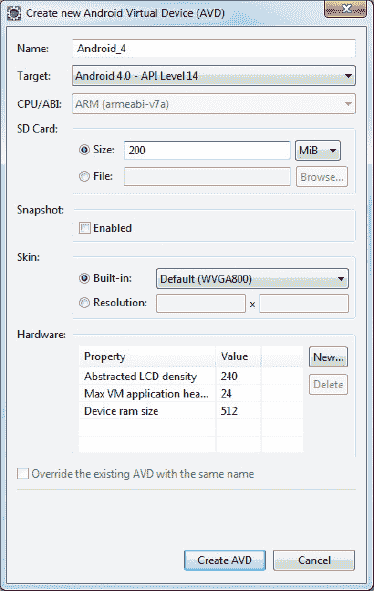 Create new Android Virtual Device (AVD)
Name: Android_4
Target: Android 4.0 - API Level 14
CPU/ABI: ARM (armeabi-v7a)
SD Card:
Size: 200 MiB
File: Browse...
Snapshot:
Enabled
Skin:
Built-in: Default (WVGA800)
Resolution: x
Hardware:
Property Value New...
Abstracted LCD density 240 Delete
Max VM application hea... 24
Device ram size 512
Override the existing AVD with the same name
Create AVD Cancel